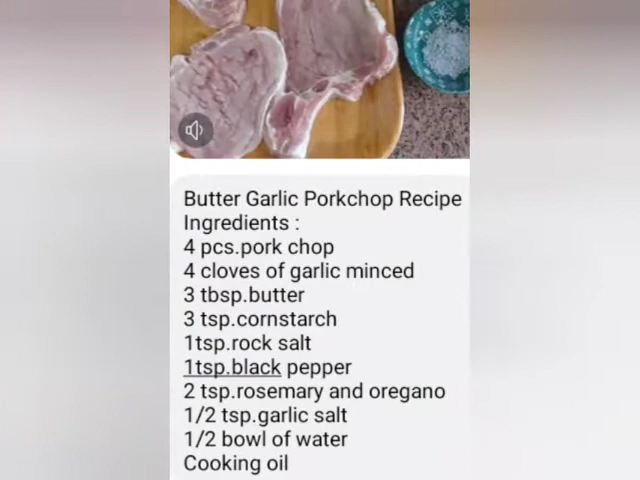 Butter Garlic Porkchop Recipe
Ingredients :
4 pcs.pork chop
4 cloves of garlic minced
3 tbsp.butter
3 tsp.cornstarch
1tsp.rock salt
1tsp.black pepper
2 tsp.rosemary and oregano
1/2 tsp.garlic salt
1/2 bowl of water
Cooking oil